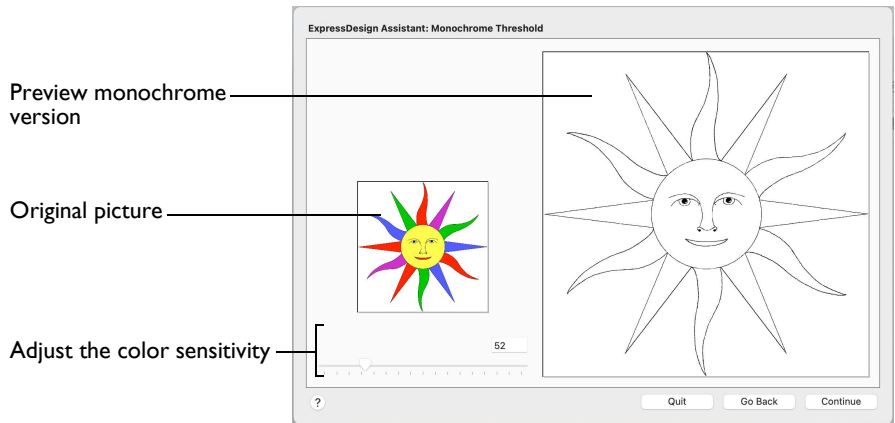 ExpressDesign Assistant: Monochrome Threshold
Preview monochrome
version
Original picture
Adjust the color sensitivity
52
?
Quit
Go Back
Continue